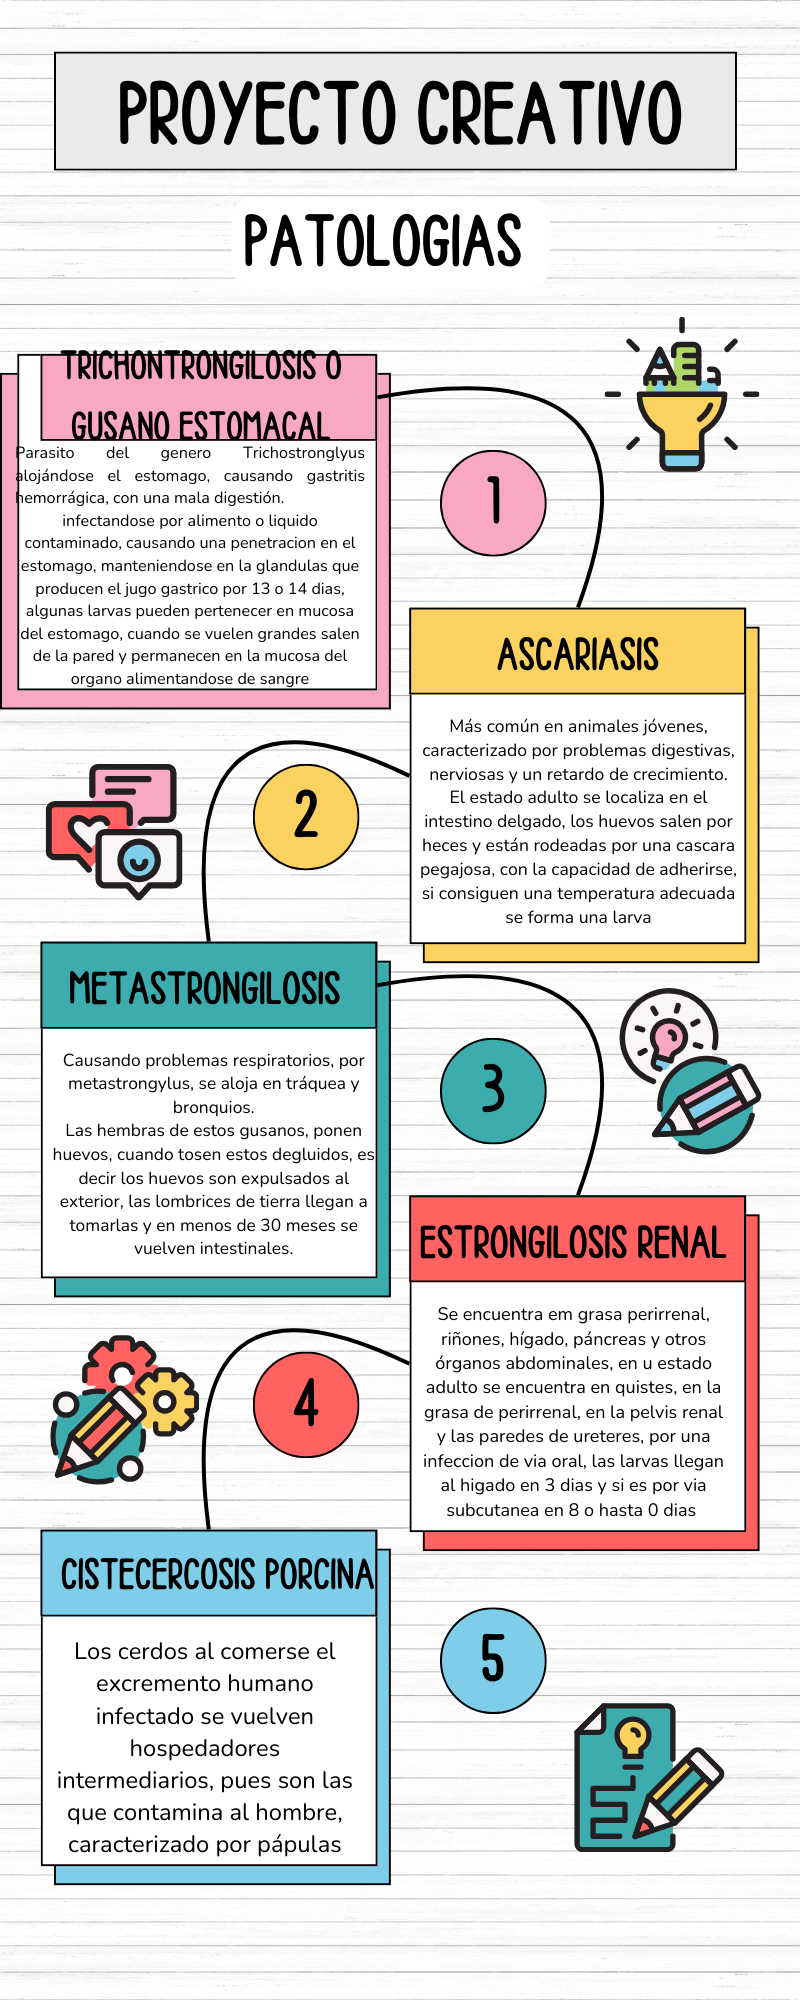 PROYECTO CREATIVO
PATOLOGIAS
TRICHONTRONGILOSIS O
GUSANO ESTOMACAL
Parasito del genero Trichostronglyus
alojándose el estomago, causando gastritis
hemorrágica, con una mala digestión.
infectandose por alimento o liquido
contaminado, causando una penetracion en el
estomago, manteniendose en la glandulas que
producen el jugo gastrico por 13 o 14 dias,
algunas larvas pueden pertenecer en mucosa
del estomago, cuando se vuelen grandes salen
de la pared y permanecen en la mucosa del
organo alimentandose de sangre
1
ASCARIASIS
Más común en animales jóvenes,
caracterizado por problemas digestivas,
nerviosas y un retardo de crecimiento.
El estado adulto se localiza en el
intestino delgado, los huevos salen por
heces y están rodeadas por una cascara
pegajosa, con la capacidad de adherirse,
si consiguen una temperatura adecuada
se forma una larva
2
METASTRONGILOSIS
Causando problemas respiratorios, por
metastrongylus, se aloja en tráquea y
bronquios.
Las hembras de estos gusanos, ponen
huevos, cuando tosen estos degluidos, es
decir los huevos son expulsados al
exterior, las lombrices de tierra llegan a
tomarlas y en menos de 30 meses se
vuelven intestinales.
3
ESTRONGILOSIS RENAL
Se encuentra em grasa perirrenal,
riñones, hígado, páncreas y otros
órganos abdominales, en u estado
adulto se encuentra en quistes, en la
grasa de perirrenal, en la pelvis renal
y las paredes de ureteres, por una
infeccion de via oral, las larvas llegan
al higado en 3 dias y si es por via
subcutanea en 8 o hasta 0 dias
4
CISTECERCOSIS PORCINA
Los cerdos al comerse el
excremento humano
infectado se vuelven
hospedadores
intermediarios, pues son las
que contamina al hombre,
caracterizado por pápulas
5